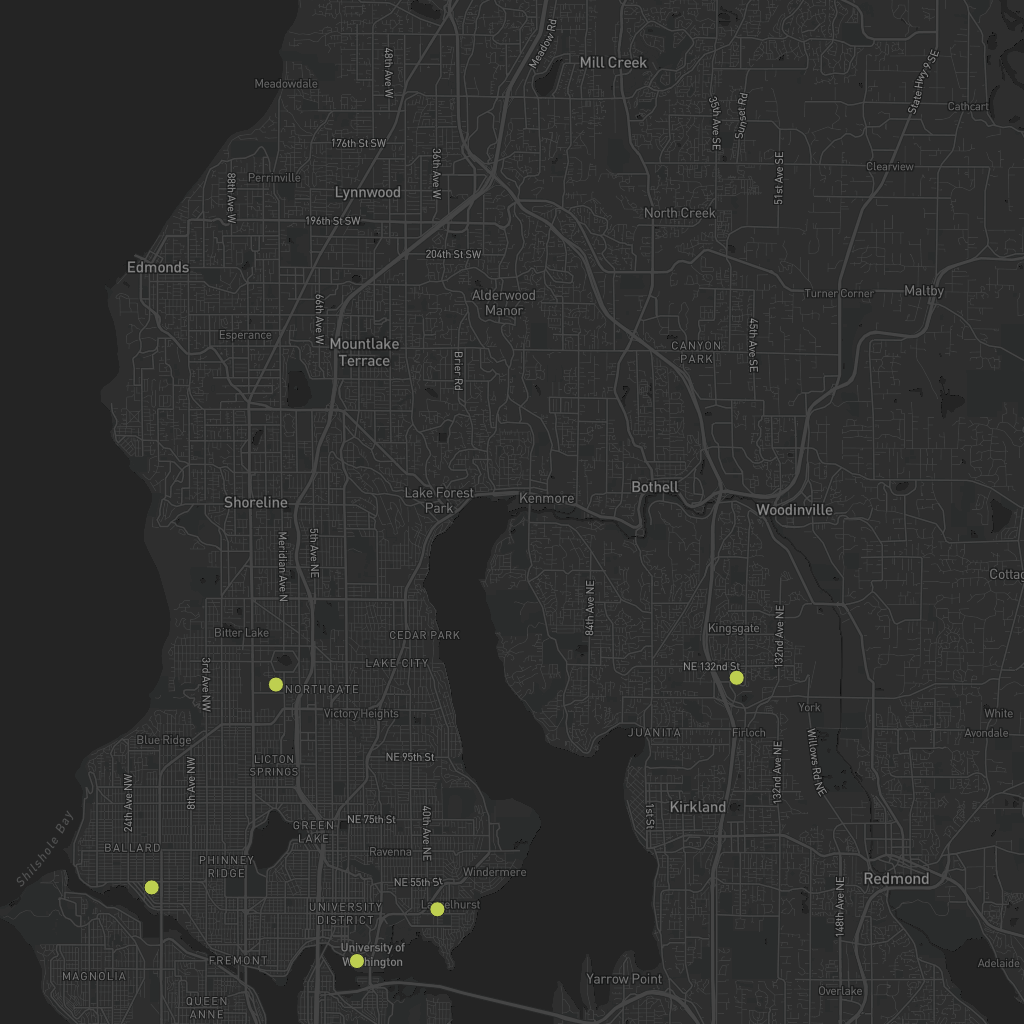 Meadow Rd
Mill Creek
48th Ave W
State Hwy 9 SE
Meadowdale
35th Ave SE
Sunset Rd
Cathcart
176th St SW
36th Ave W
51st Ave SE
Clearview
Perrinville
88th Ave W
Lynnwood
North Creek
196th St SW
204th St SW
Edmonds
Alderwood
Manor
Turner Corner
Maltby
66th Ave W
Esperance
Mountlake
Terrace
Brier Rd
CANYON
PARK
45th Ave SE
Lake Forest
Park
Kenmore
Bothell
Woodinville
Shoreline
Meridian Ave N
5th Ave NE
84th Ave NE
Kingsgate
132nd Ave NE
Bitter Lake
CEDAR PARK
LAKE CITY
NE 132nd St
3rd Ave NW
NORTHGATE
Victory Heights
York
White
Blue Ridge
JUANITA
Firloch
Avondale
LICTON
SPRINGS
NE 95th St
132nd Ave NE
Willows Rd NE
24th Ave NW
8th Ave NW
Kirkland
1st St
Shilshole Bay
GREEN
LAKE
NE 75th St
40th Ave NE
BALLARD
PHINNEY
RIDGE
Ravenna
Windermere
NE 55th St
Redmond
148th Ave NE
UNIVERSITY
DISTRICT
University of
FREMONT
MAGNOLIA
QUEEN
ANNE
Yarrow Point
Adelaide
Overlake